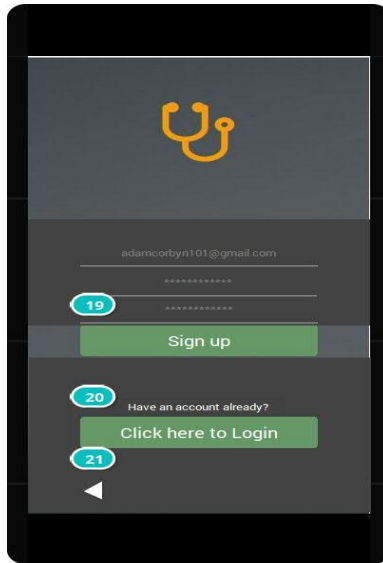 adamcorbyn101@gmail.com
************
19
************
Sign up
20
Have an account already?
Click here to Login
21